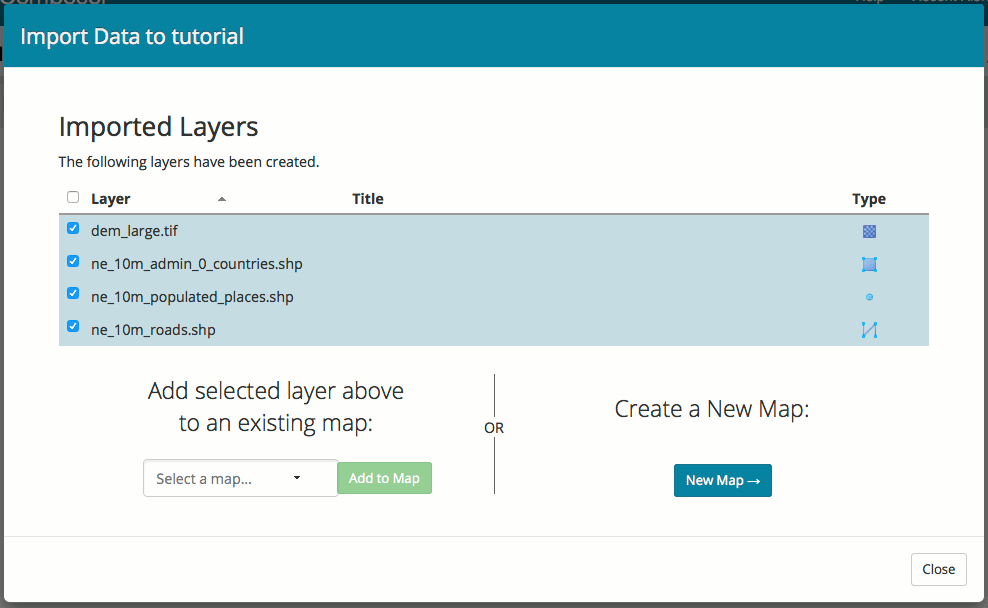 Import Data to tutorial
Imported Layers
The following layers have been created.
Layer Title Type
dem_large.tif
ne_10m_admin_0_countries.shp
ne_10m_populated_places.shp
ne_10m_roads.shp
Add selected layer above
to an existing map:
Select a map...
Add to Map
OR
Create a New Map:
New Map →
Close